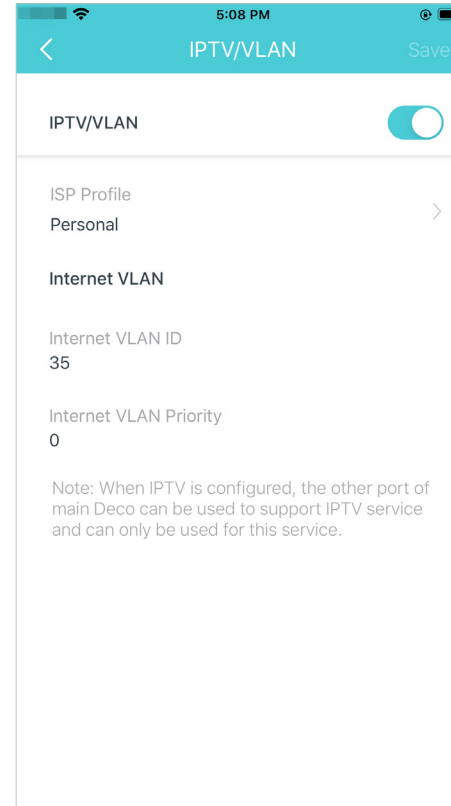 5:08 PM
IPTV/VLAN
Save
IPTV/VLAN
ISP Profile
Personal
Internet VLAN
Internet VLAN ID
35
Internet VLAN Priority
0
Note: When IPTV is configured, the other port of
main Deco can be used to support IPTV service
and can only be used for this service.